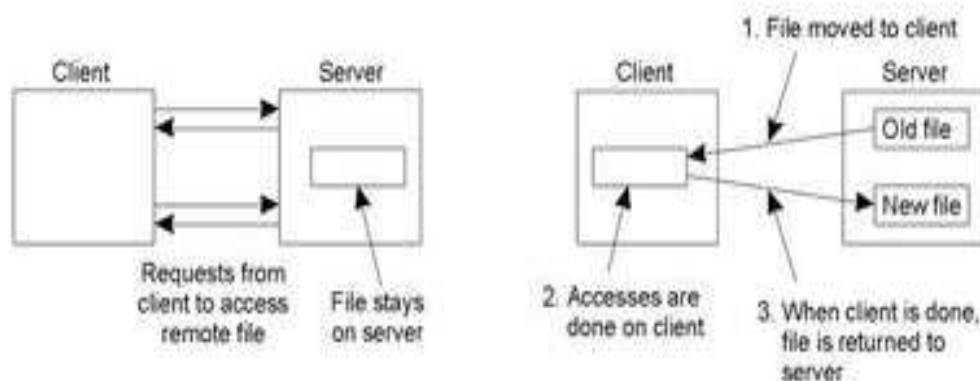 Client
Server
Requests from
client to access
remote file
File stays
on server
1. File moved to client
Client
Server
Old file
New file
2. Accesses are
done on client
3. When client is done,
file is returned to
server